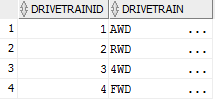 DRIVETRAINID DRIVETRAIN
1 1 AWD ...
2 2 RWD ...
3 3 4WD ...
4 4 FWD ...